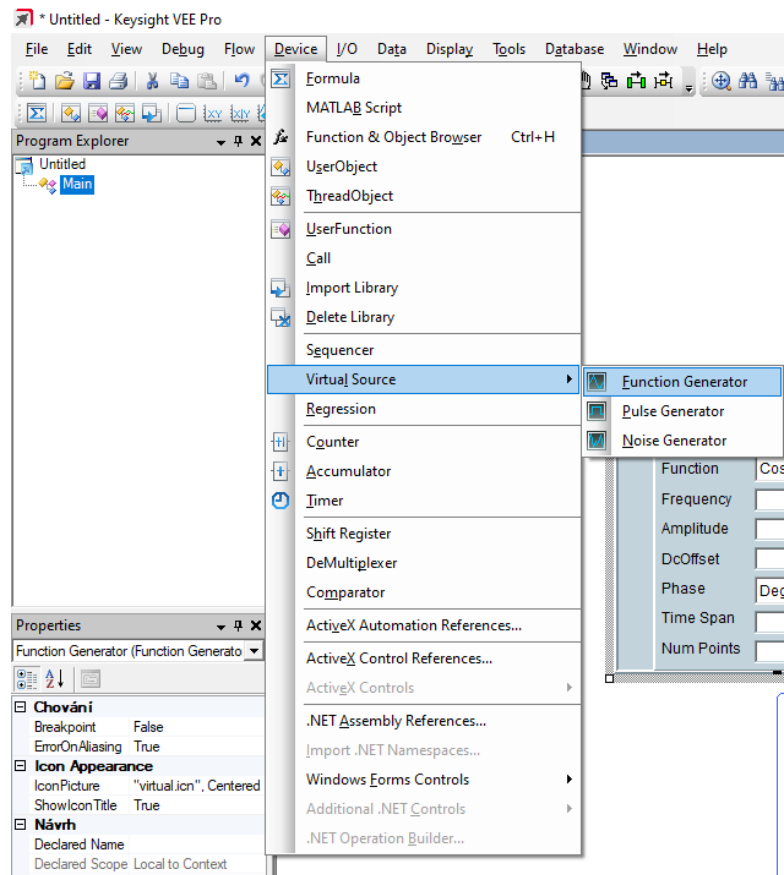 * Untitled - Keysight VEE Pro
File Edit View Debug Flow Device I/O Data Display Tools Database Window Help
Program Explorer
Untitled
Main
Formula
MATLAB Script
Function & Object Browser Ctrl+H
UserObject
ThreadObject
UserFunction
Call
Import Library
Delete Library
Sequencer
Virtual Source
Regression
Counter
Accumulator
Timer
Shift Register
DeMultiplexer
Comparator
ActiveX Automation References...
ActiveX Control References...
ActiveX Controls
.NET Assembly References...
Import .NET Namespaces...
Windows Forms Controls
Additional .NET Controls
.NET Operation Builder...
Function Generator
Pulse Generator
Noise Generator
Function Cos
Frequency
Amplitude
DcOffset
Phase Deg
Time Span
Num Points
Properties
Function Generator (Function Generato
Chování
Breakpoint False
ErrorOnAliasing True
Icon Appearance
IconPicture "virtual.icn", Centered
ShowIconTitle True
Návrh
Declared Name
Declared Scope Local to Context